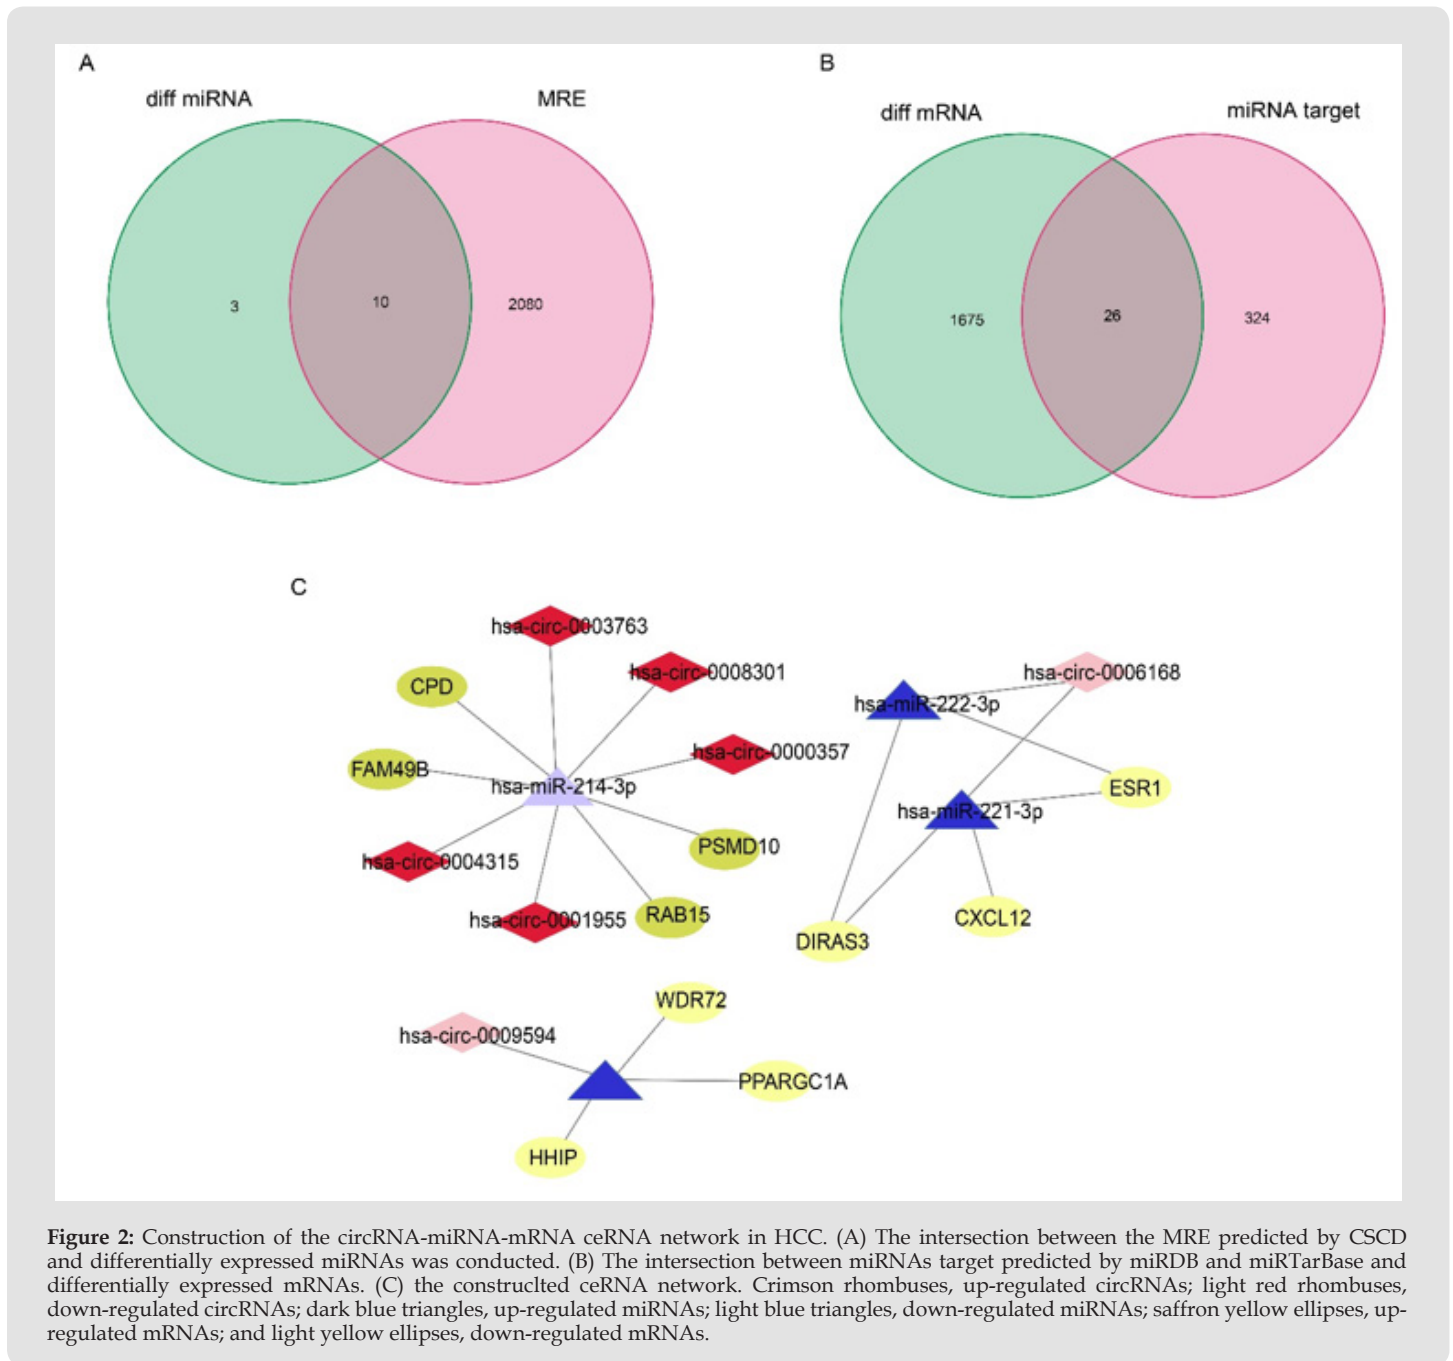 A
B
diff miRNA
MRE
diff mRNA
miRNA target
3
10
2080
1675
26
324
C
hsa-circ-0003763
hsa-circ-0008301
hsa-circ-0006168
CPD
hsa-miR-222-3p
hsa-circ-0000357
FAM49B
hsa-miR-214-3p
ESR1
hsa-miR-221-3p
PSMD10
hsa-circ-0004315
hsa-circ-0001955
RAB15
CXCL12
DIRAS3
WDR72
hsa-circ-0009594
PPARGC1A
HHIP
Figure 2: Construction of the circRNA-miRNA-mRNA ceRNA network in HCC. (A) The intersection between the MRE predicted by CSCD
and differentially expressed miRNAs was conducted. (B) The intersection between miRNAs target predicted by miRDB and miRTarBase and
differentially expressed mRNAs. (C) the construclted ceRNA network. Crimson rhombuses, up-regulated circRNAs; light red rhombuses,
down-regulated circRNAs; dark blue triangles, up-regulated miRNAs; light blue triangles, down-regulated miRNAs; saffron yellow ellipses, up-
regulated mRNAs; and light yellow ellipses, down-regulated mRNAs.